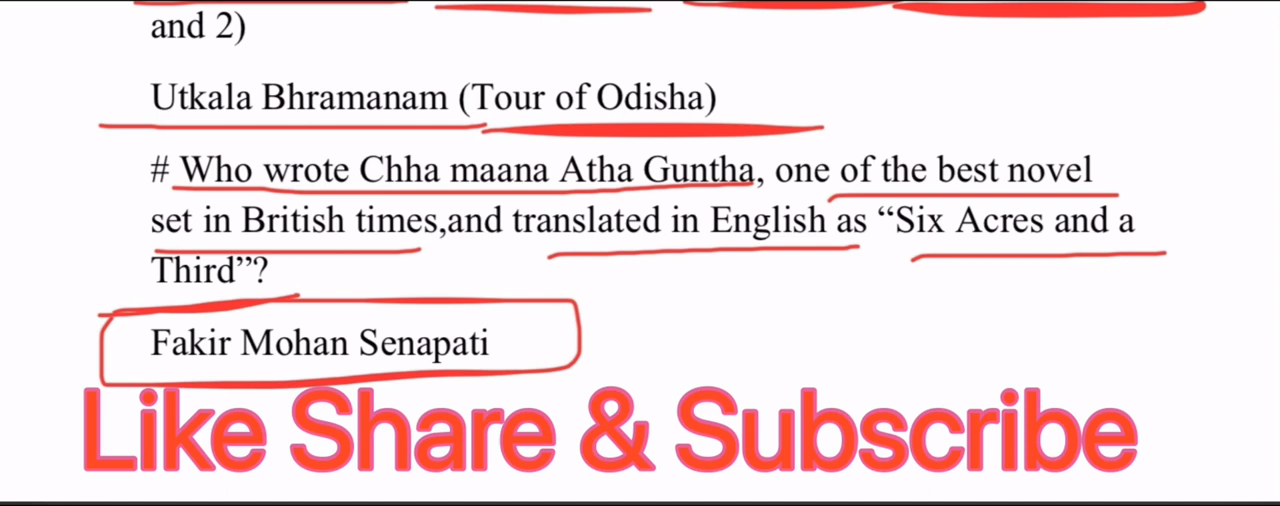 and 2)
Utkala Bhramanam (Tour of Odisha)
# Who wrote Chha maana Atha Guntha, one of the best novel
set in British times,and translated in English as “Six Acres and a
Third”?
Fakir Mohan Senapati
Like Share & Subscribe